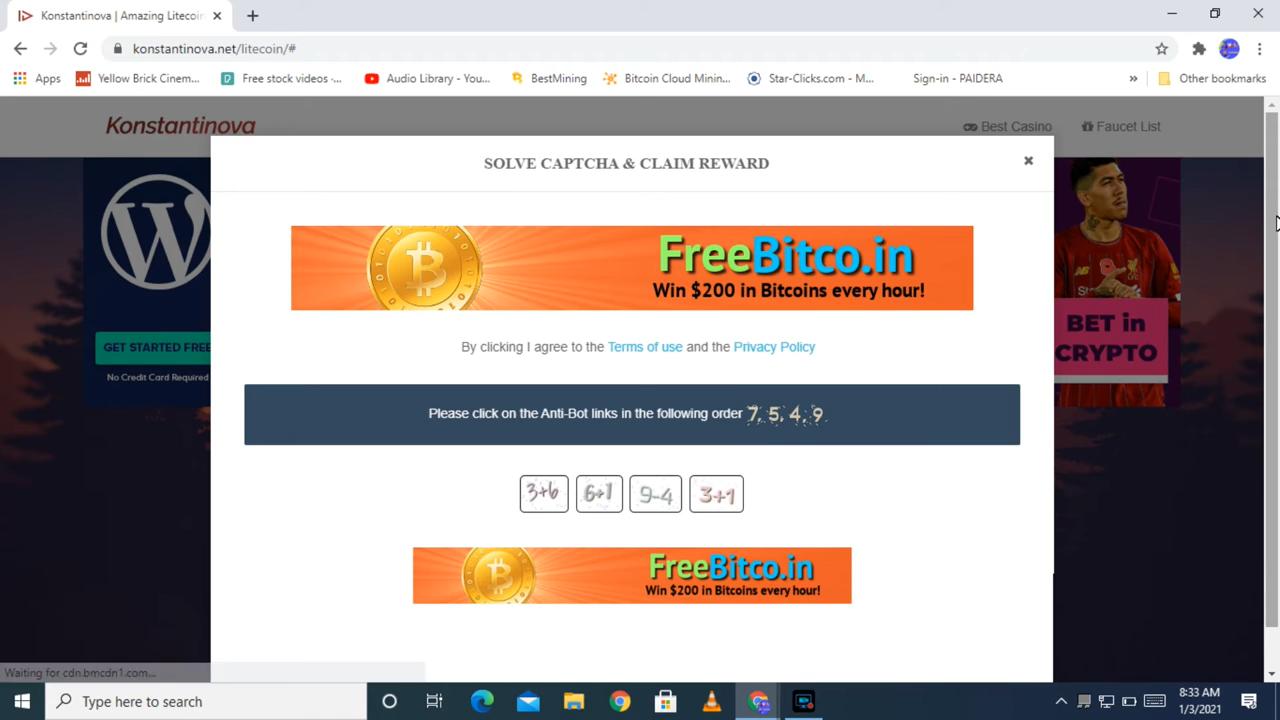 Konstantinova | Amazing Litecoin
konstantinova.net/litecoin/#
Apps Yellow Brick Cinem... Free stock videos -... Audio Library - You... BestMining Bitcoin Cloud Minin... Star-Clicks.com - M... Sign-in - PAIDERA » Other bookmarks
Konstantinova Best Casino Faucet List
SOLVE CAPTCHA & CLAIM REWARD
FreeBitco.in
Win $200 in Bitcoins every hour!
GET STARTED FREE
No Credit Card Required
BET in
CRYPTO
By clicking I agree to the Terms of use and the Privacy Policy
Please click on the Anti-Bot links in the following order 7, 5, 4, 9
3+6 6+1 9-4 3+1
FreeBitco.in
Win $200 in Bitcoins every hour!
Waiting for cdn.bmcdn1.com...
Type here to search
8:33 AM
1/3/2021